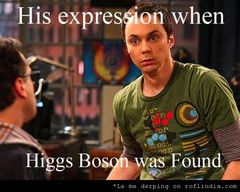 His expression when
Higgs Boson was Found
*Le me derping on roflindia.com